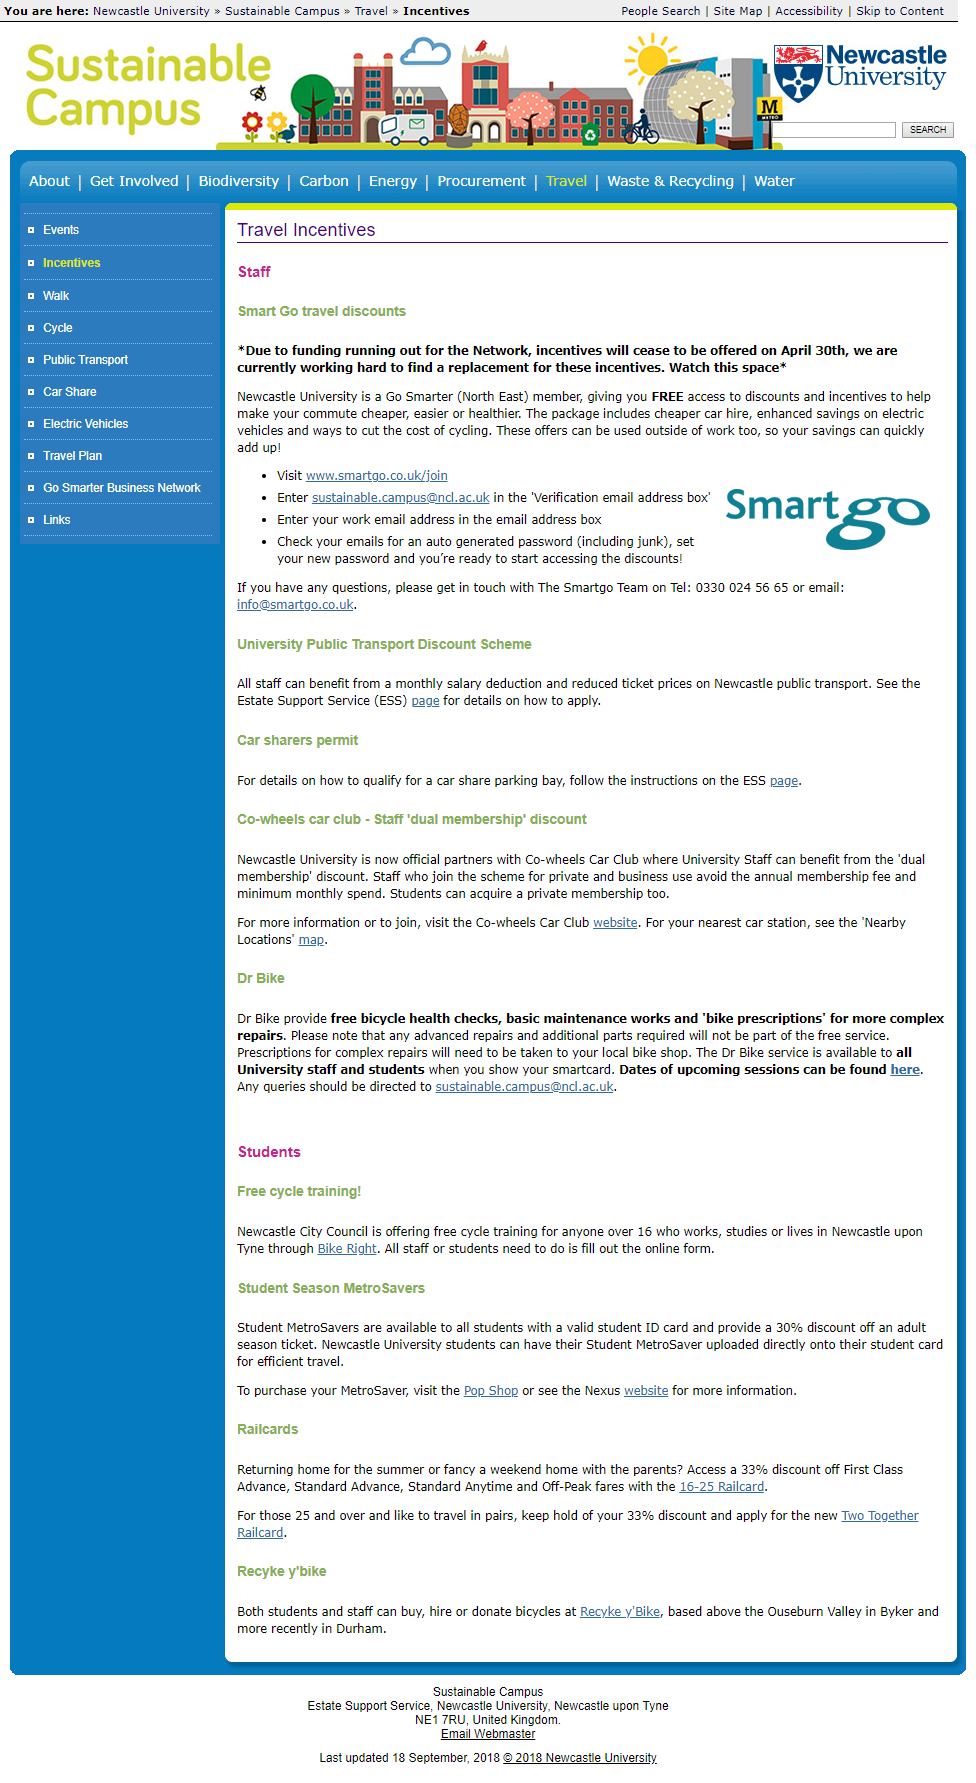 You are here: Newcastle University » Sustainable Campus » Travel » Incentives
People Search | Site Map | Accessibility | Skip to Content
Sustainable
Campus
M
METRO
Newcastle
University
SEARCH
About | Get Involved | Biodiversity | Carbon | Energy | Procurement | Travel | Waste & Recycling | Water
Events
Incentives
Walk
Cycle
Public Transport
Car Share
Electric Vehicles
Travel Plan
Go Smarter Business Network
Links
Travel Incentives
Staff
Smart Go travel discounts
*Due to funding running out for the Network, incentives will cease to be offered on April 30th, we are
currently working hard to find a replacement for these incentives. Watch this space*
Newcastle University is a Go Smarter (North East) member, giving you FREE access to discounts and incentives to help
make your commute cheaper, easier or healthier. The package includes cheaper car hire, enhanced savings on electric
vehicles and ways to cut the cost of cycling. These offers can be used outside of work too, so your savings can quickly
add up!
• Visit www.smartgo.co.uk/join
• Enter sustainable.campus@ncl.ac.uk in the 'Verification email address box'
• Enter your work email address in the email address box
• Check your emails for an auto generated password (including junk), set
your new password and you're ready to start accessing the discounts!
Smart go
If you have any questions, please get in touch with The Smartgo Team on Tel: 0330 024 56 65 or email:
info@smartgo.co.uk.
University Public Transport Discount Scheme
All staff can benefit from a monthly salary deduction and reduced ticket prices on Newcastle public transport. See the
Estate Support Service (ESS) page for details on how to apply.
Car sharers permit
For details on how to qualify for a car share parking bay, follow the instructions on the ESS page.
Co-wheels car club - Staff 'dual membership' discount
Newcastle University is now official partners with Co-wheels Car Club where University Staff can benefit from the 'dual
membership' discount. Staff who join the scheme for private and business use avoid the annual membership fee and
minimum monthly spend. Students can acquire a private membership too.
For more information or to join, visit the Co-wheels Car Club website. For your nearest car station, see the 'Nearby
Locations' map.
Dr Bike
Dr Bike provide free bicycle health checks, basic maintenance works and 'bike prescriptions' for more complex
repairs. Please note that any advanced repairs and additional parts required will not be part of the free service.
Prescriptions for complex repairs will need to be taken to your local bike shop. The Dr Bike service is available to all
University staff and students when you show your smartcard. Dates of upcoming sessions can be found here.
Any queries should be directed to sustainable.campus@ncl.ac.uk.
Students
Free cycle training!
Newcastle City Council is offering free cycle training for anyone over 16 who works, studies or lives in Newcastle upon
Tyne through Bike Right. All staff or students need to do is fill out the online form.
Student Season MetroSavers
Student MetroSavers are available to all students with a valid student ID card and provide a 30% discount off an adult
season ticket. Newcastle University students can have their Student MetroSaver uploaded directly onto their student card
for efficient travel.
To purchase your MetroSaver, visit the Pop Shop or see the Nexus website for more information.
Railcards
Returning home for the summer or fancy a weekend home with the parents? Access a 33% discount off First Class
Advance, Standard Advance, Standard Anytime and Off-Peak fares with the 16-25 Railcard.
For those 25 and over and like to travel in pairs, keep hold of your 33% discount and apply for the new Two Together
Railcard.
Recyke y'bike
Both students and staff can buy, hire or donate bicycles at Recyke y'Bike, based above the Ouseburn Valley in Byker and
more recently in Durham.
Sustainable Campus
Estate Support Service, Newcastle University, Newcastle upon Tyne
NE1 7RU, United Kingdom.
Email Webmaster
Last updated 18 September, 2018 © 2018 Newcastle University